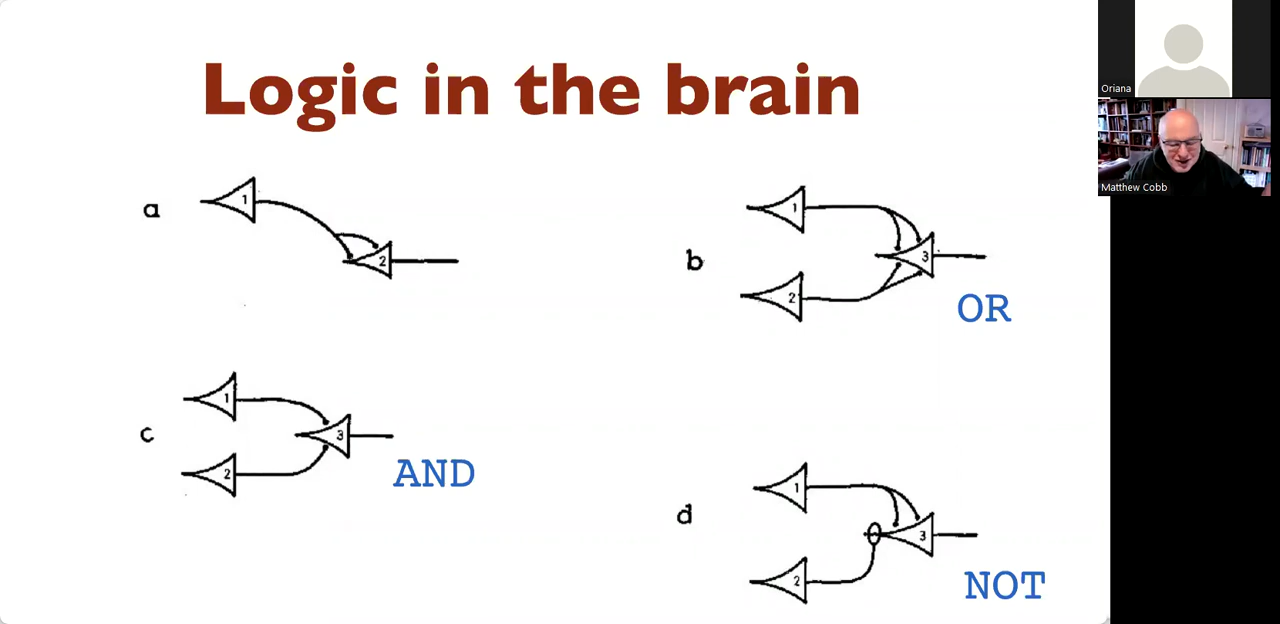 Logic in the brain
Oriana
Matthew Cobb
a
1
2
b
1
2
3
OR
c
1
2
3
AND
d
1
2
3
NOT